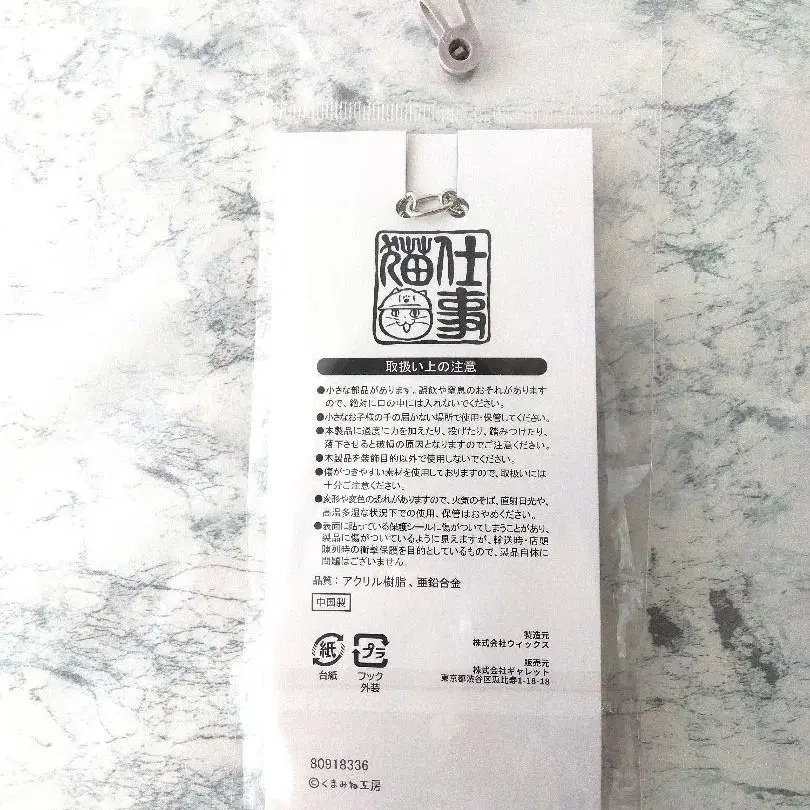 仕事猫
取扱い上の注意
●小さな部品があります。誤飲や窒息のおそれがあります
ので、絶対に口の中には入れないでください。
●小さなお子様の手の届かない場所で使用・保管してください。
●本製品に過度に力を加えたり、投げたり、踏みつけたり、
落下させると破損の原因となりますのでご注意ください。
●本製品を装飾目的以外で使用しないでください。
●傷がつきやすい素材を使用しておりますので、取扱いには
十分ご注意ください。
●変形や変色の恐れがありますので、火気のそば、直射日光や、
高温多湿な状況下での使用、保管はおやめください。
●表面に貼っている保護シールに傷がついてしまうことがあり、
製品に傷がついているように見えますが、輸送時・店頭
陳列時の衝撃保護を目的としているもので、製品自体に
問題はございません。
品質：アクリル樹脂、亜鉛合金
中国製
紙
台紙
プラ
フック
外装
製造元
株式会社ウイックス
販売元
株式会社ギャレット
東京都渋谷区恵比寿1-18-18
80918336
©くまみね工房